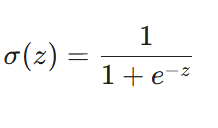 σ(z) = 1 / (1 + e^{−z})